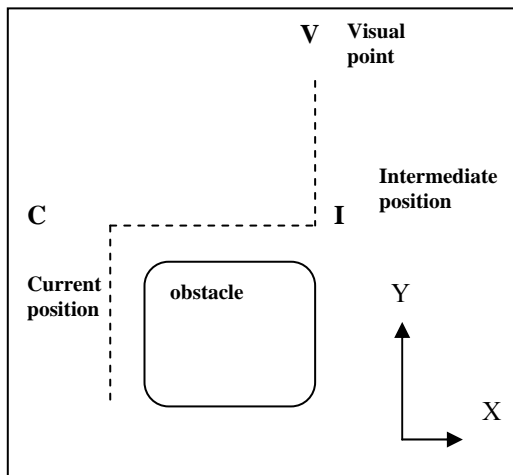 V
Visual
point
Intermediate
position
C
I
Current
position
obstacle
Y
X